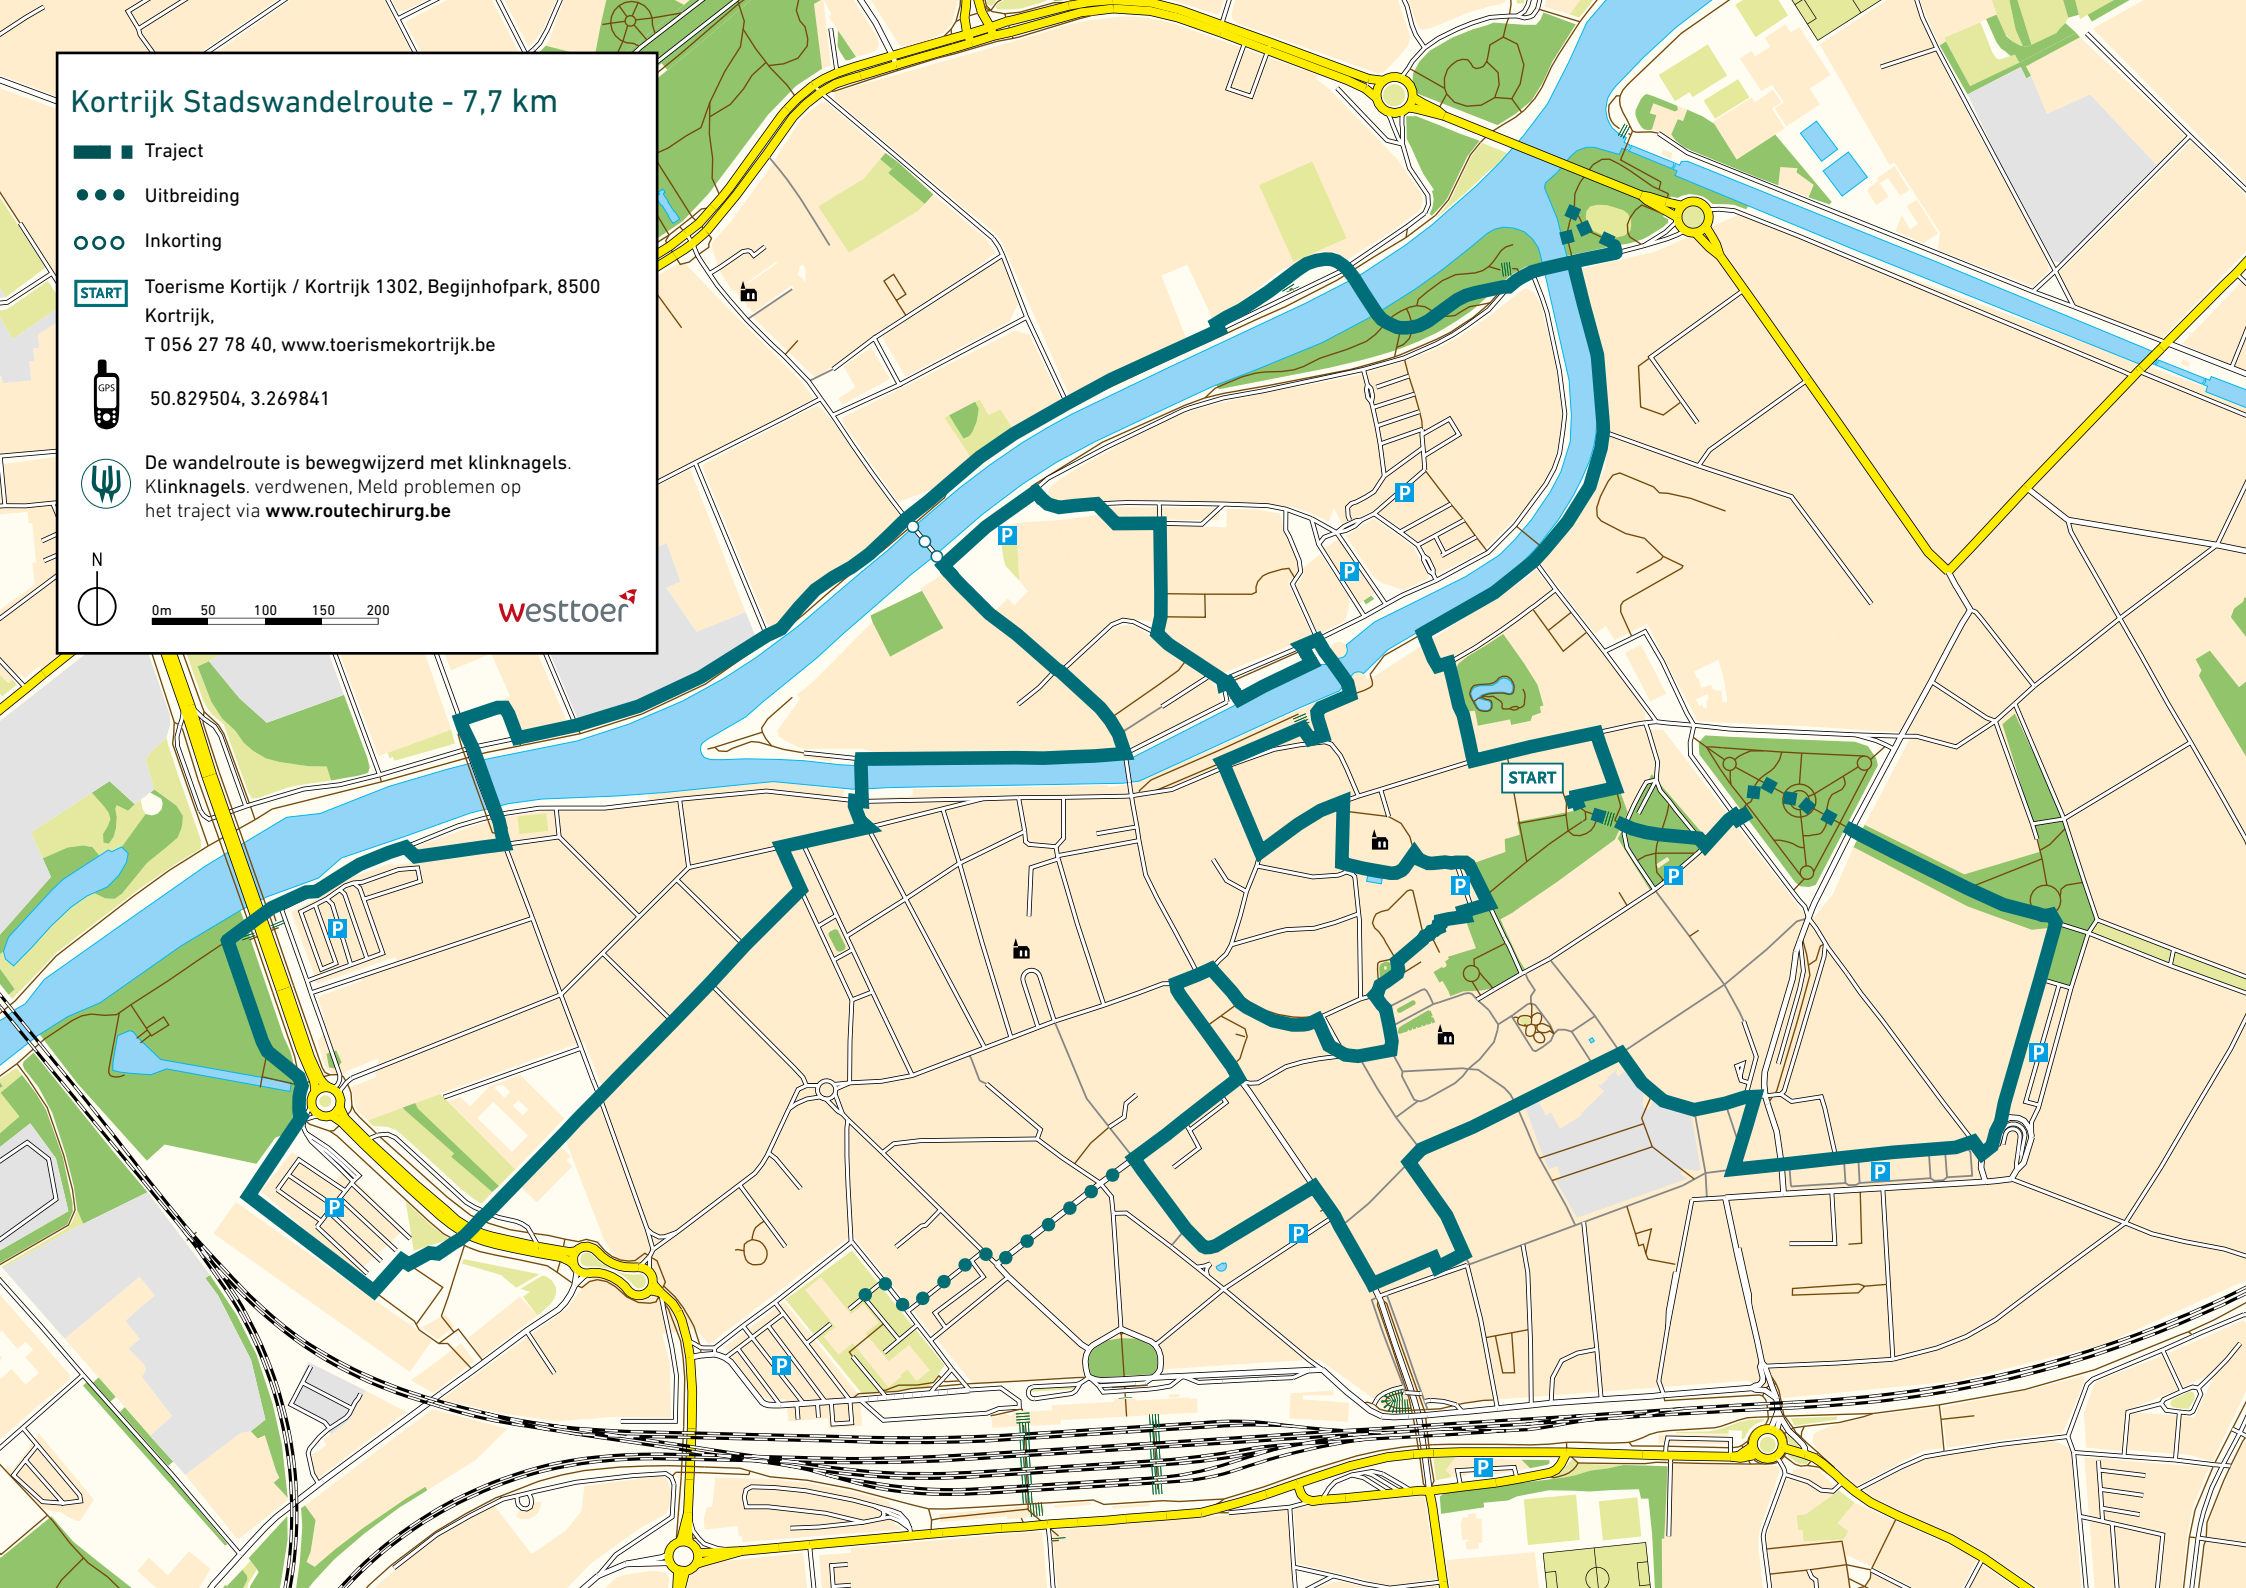 Kortrijk Stadswandelroute - 7,7 km
Traject
Uitbreiding
Inkorting
START
Toerisme Kortijk / Kortrijk 1302, Begijnhofpark, 8500
Kortrijk,
T 056 27 78 40, www.toerismekortrijk.be
GPS
50.829504, 3.269841
De wandelroute is bewegwijzerd met klinknagels.
Klinknagels. verdwenen, Meld problemen op
het traject via www.routechirurg.be
N
0m 50 100 150 200
westtoer
P
P
P
P
START
P
P
P
P
P
P
P
P
P